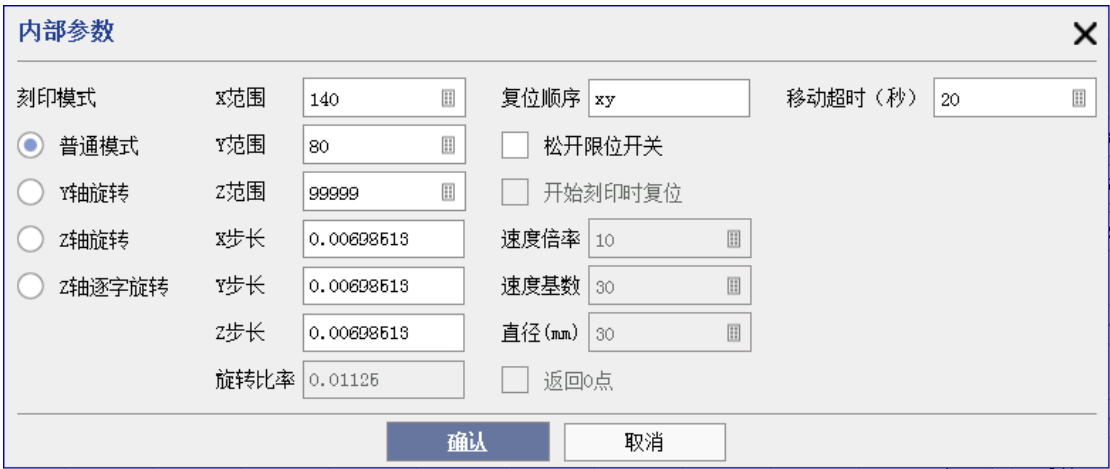 内部参数
刻印模式 X范围 140 复位顺序 xy 移动超时（秒） 20
普通模式 Y范围 80 松开限位开关
Y轴旋转 Z范围 99999 开始刻印时复位
Z轴旋转 X步长 0.00698513 速度倍率 10
Z轴逐字旋转 Y步长 0.00698513 速度基数 30
Z步长 0.00698513 直径(mm) 30
旋转比率 0.01125 返回0点
确认 取消